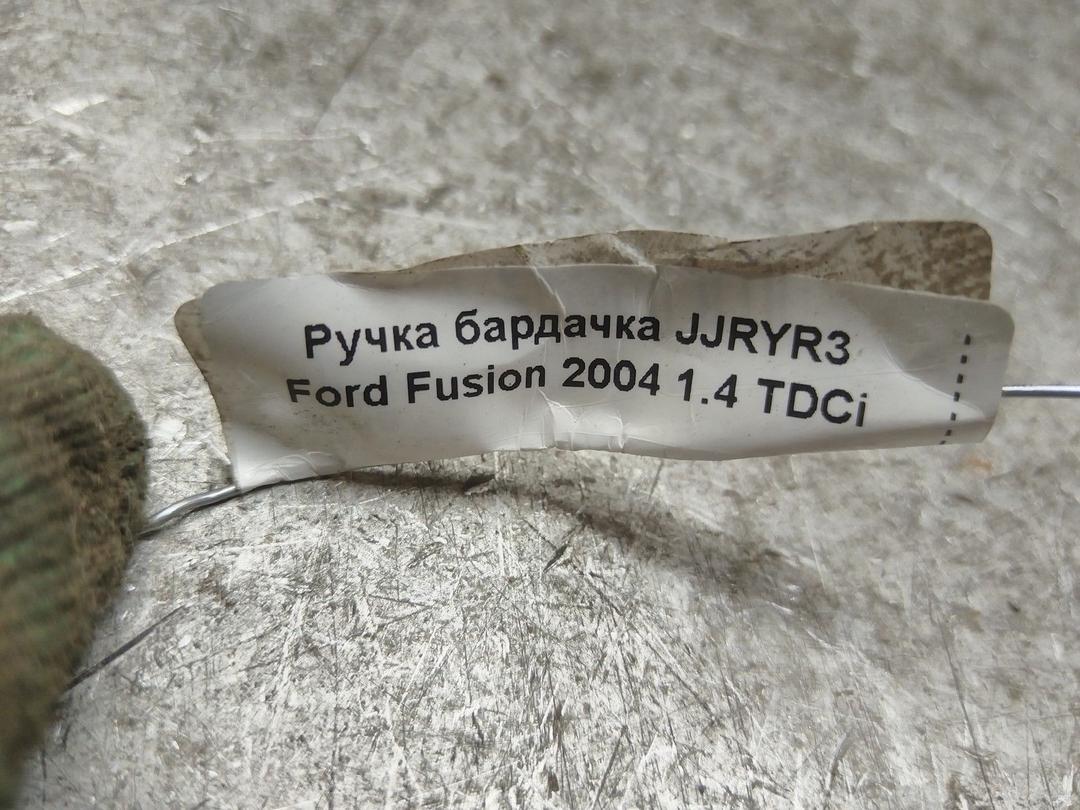 Ручка бардачка JJRYR3
Ford Fusion 2004 1.4 TDCi